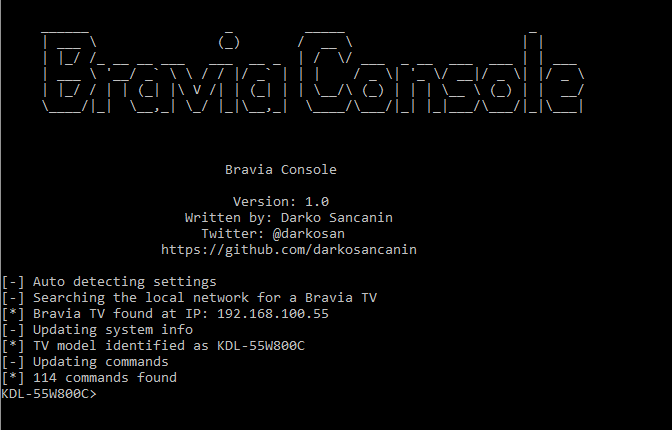 Bravia Console
Bravia Console
Version: 1.0
Written by: Darko Sancanin
Twitter: @darkosan
https://github.com/darkosancanin
[-] Auto detecting settings
[-] Searching the local network for a Bravia TV
[*] Bravia TV found at IP: 192.168.100.55
[-] Updating system info
[*] TV model identified as KDL-55W800C
[-] Updating commands
[*] 114 commands found
KDL-55W800C>